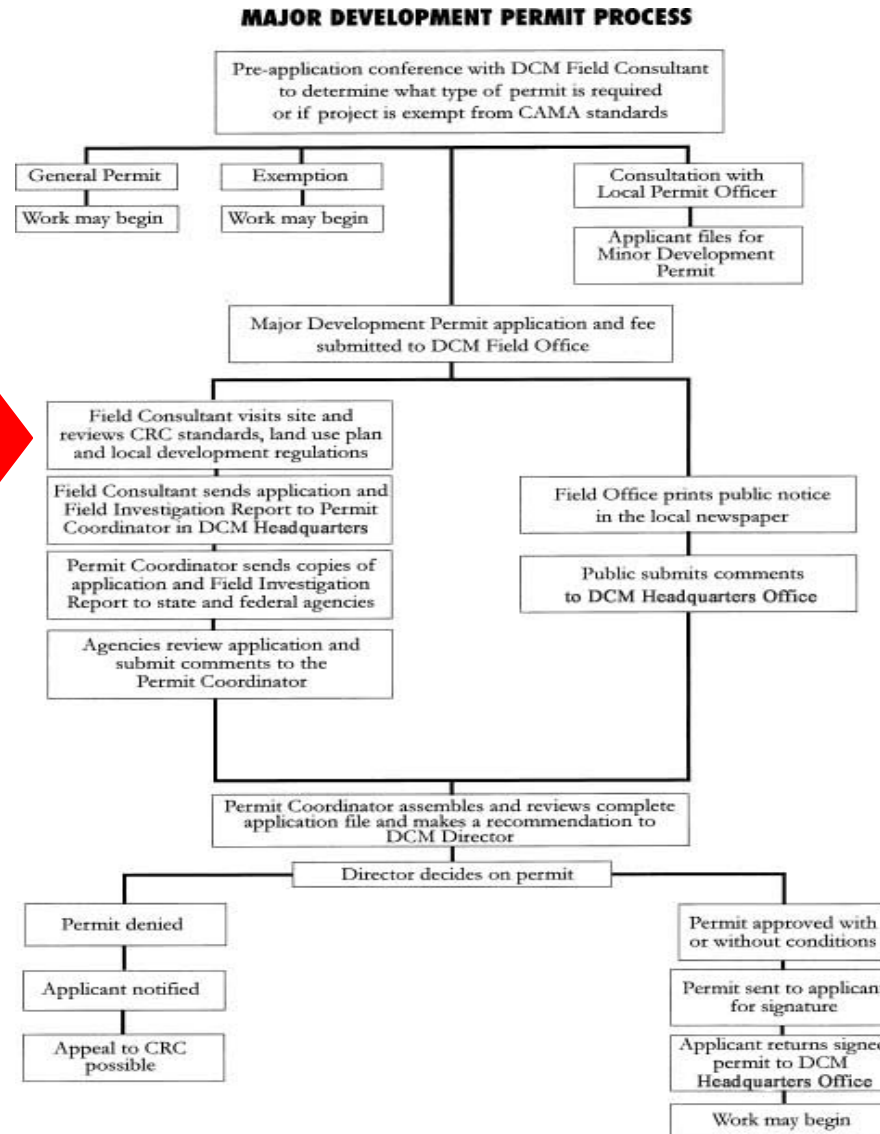 MAJOR DEVELOPMENT PERMIT PROCESS
Pre-application conference with DCM Field Consultant
to determine what type of permit is required
or if project is exempt from CAMA standards
General Permit
Work may begin
Exemption
Work may begin
Consultation with
Local Permit Officer
Applicant files for
Minor Development
Permit
Major Development Permit application and fee
submitted to DCM Field Office
Field Consultant visits site and
reviews CRC standards, land use plan
and local development regulations
Field Consultant sends application and
Field Investigation Report to Permit
Coordinator in DCM Headquarters
Permit Coordinator sends copies of
application and Field Investigation
Report to state and federal agencies
Agencies review application and
submit comments to the
Permit Coordinator
Field Office prints public notice
in the local newspaper
Public submits comments
to DCM Headquarters Office
Permit Coordinator assembles and reviews complete
application file and makes a recommendation to
DCM Director
Director decides on permit
Permit denied
Applicant notified
Appeal to CRC
possible
Permit approved with
or without conditions
Permit sent to applican
for signature
Applicant returns signe
permit to DCM
Headquarters Office
Work may begin